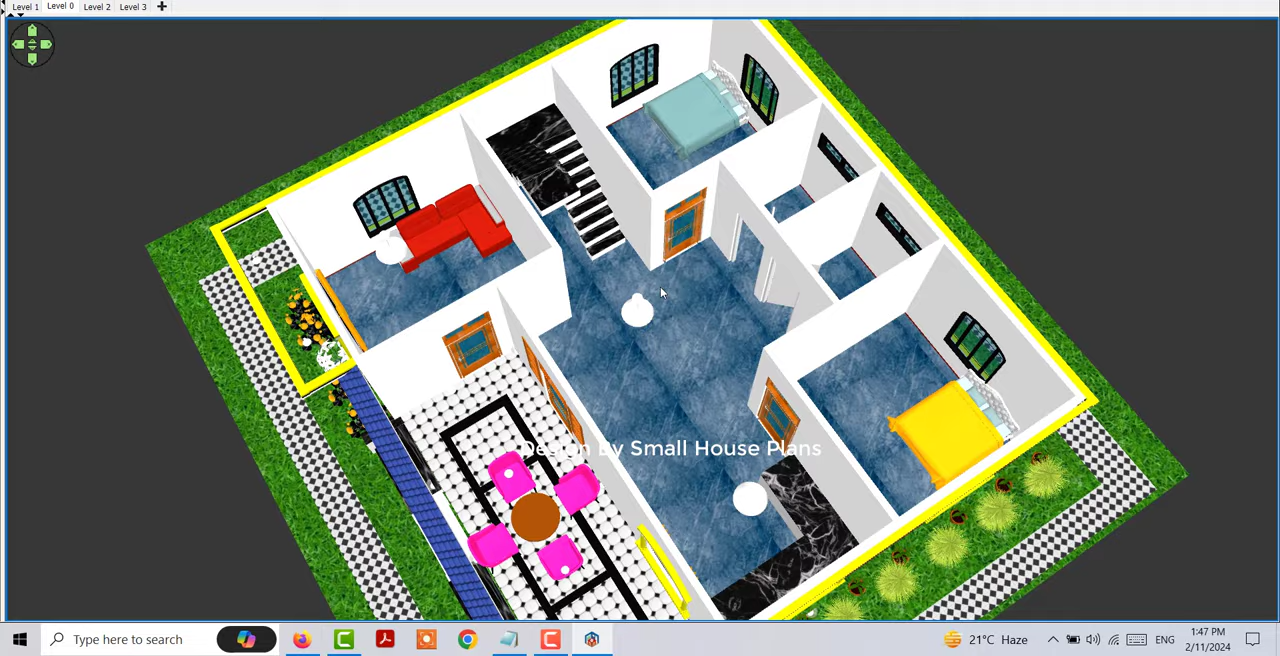 Level 1 Level 0 Level 2 Level 3
Design By Small House Plans
Type here to search
21°C Haze
ENG
1:47 PM
2/11/2024